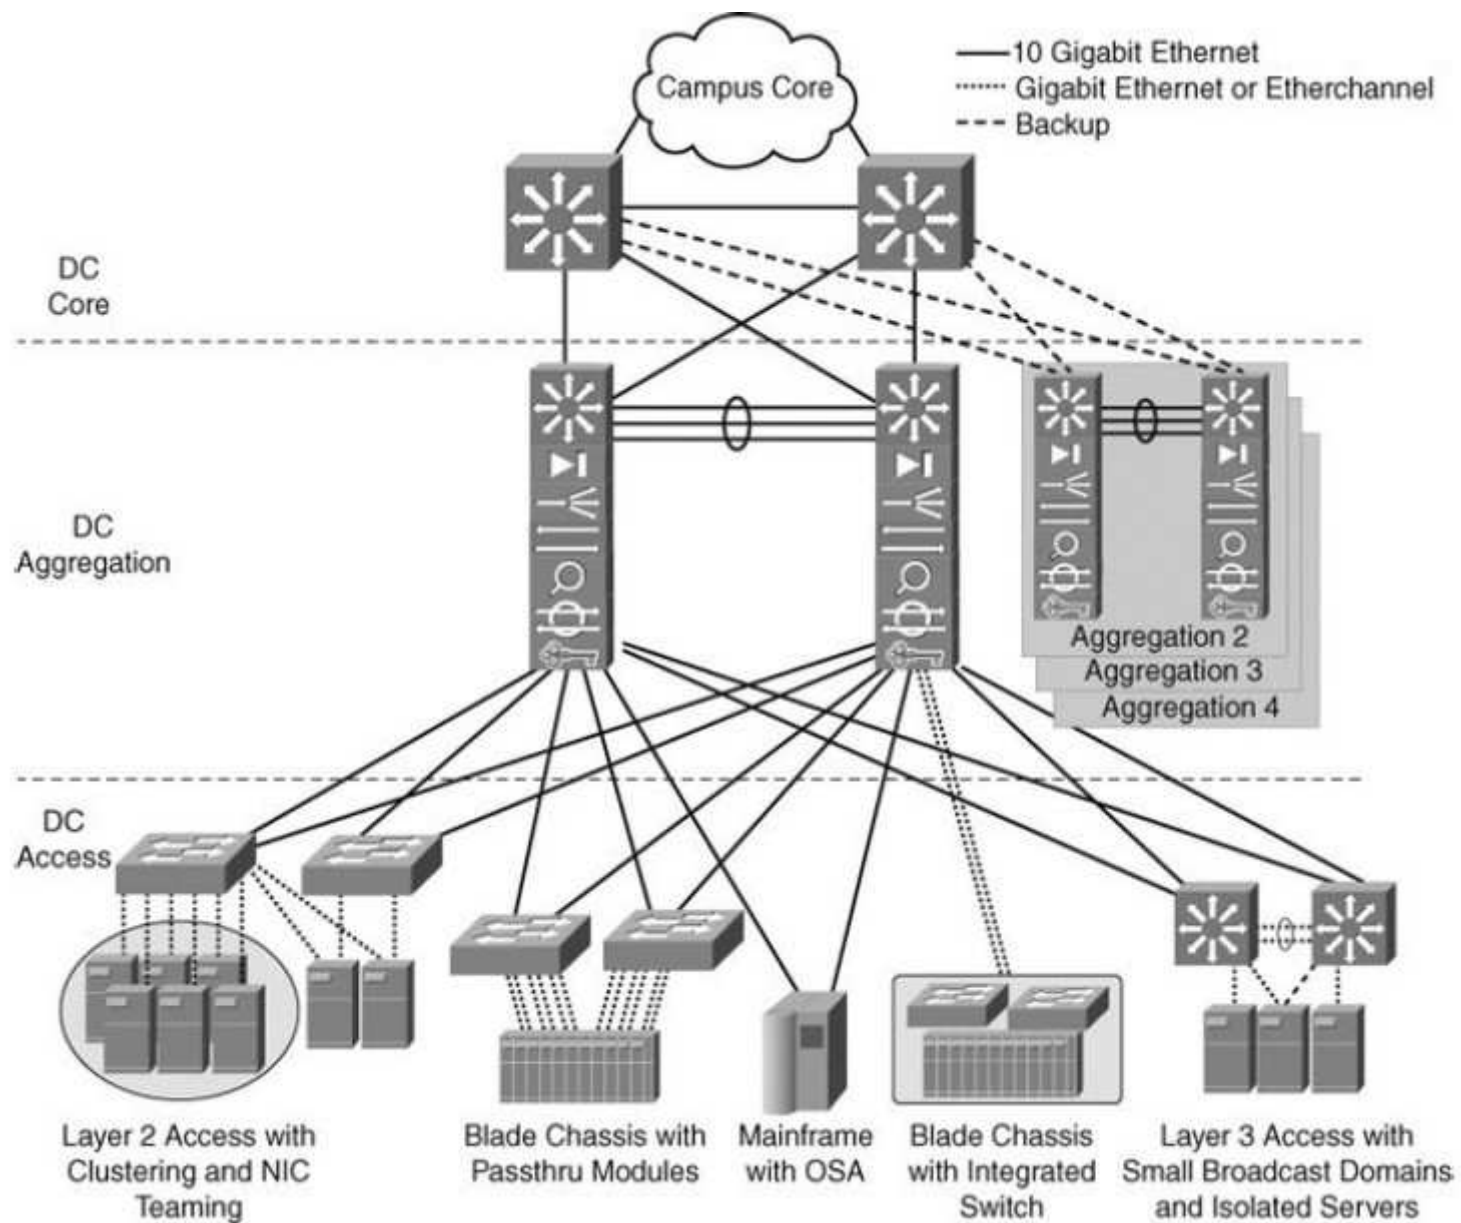 Campus Core
10 Gigabit Ethernet
Gigabit Ethernet or Etherchannel
Backup
DC
Core
DC
Aggregation
Aggregation 2
Aggregation 3
Aggregation 4
DC
Access
Layer 2 Access with
Clustering and NIC
Teaming
Blade Chassis with
Passthru Modules
Mainframe
with OSA
Blade Chassis
with Integrated
Switch
Layer 3 Access with
Small Broadcast Domains
and Isolated Servers